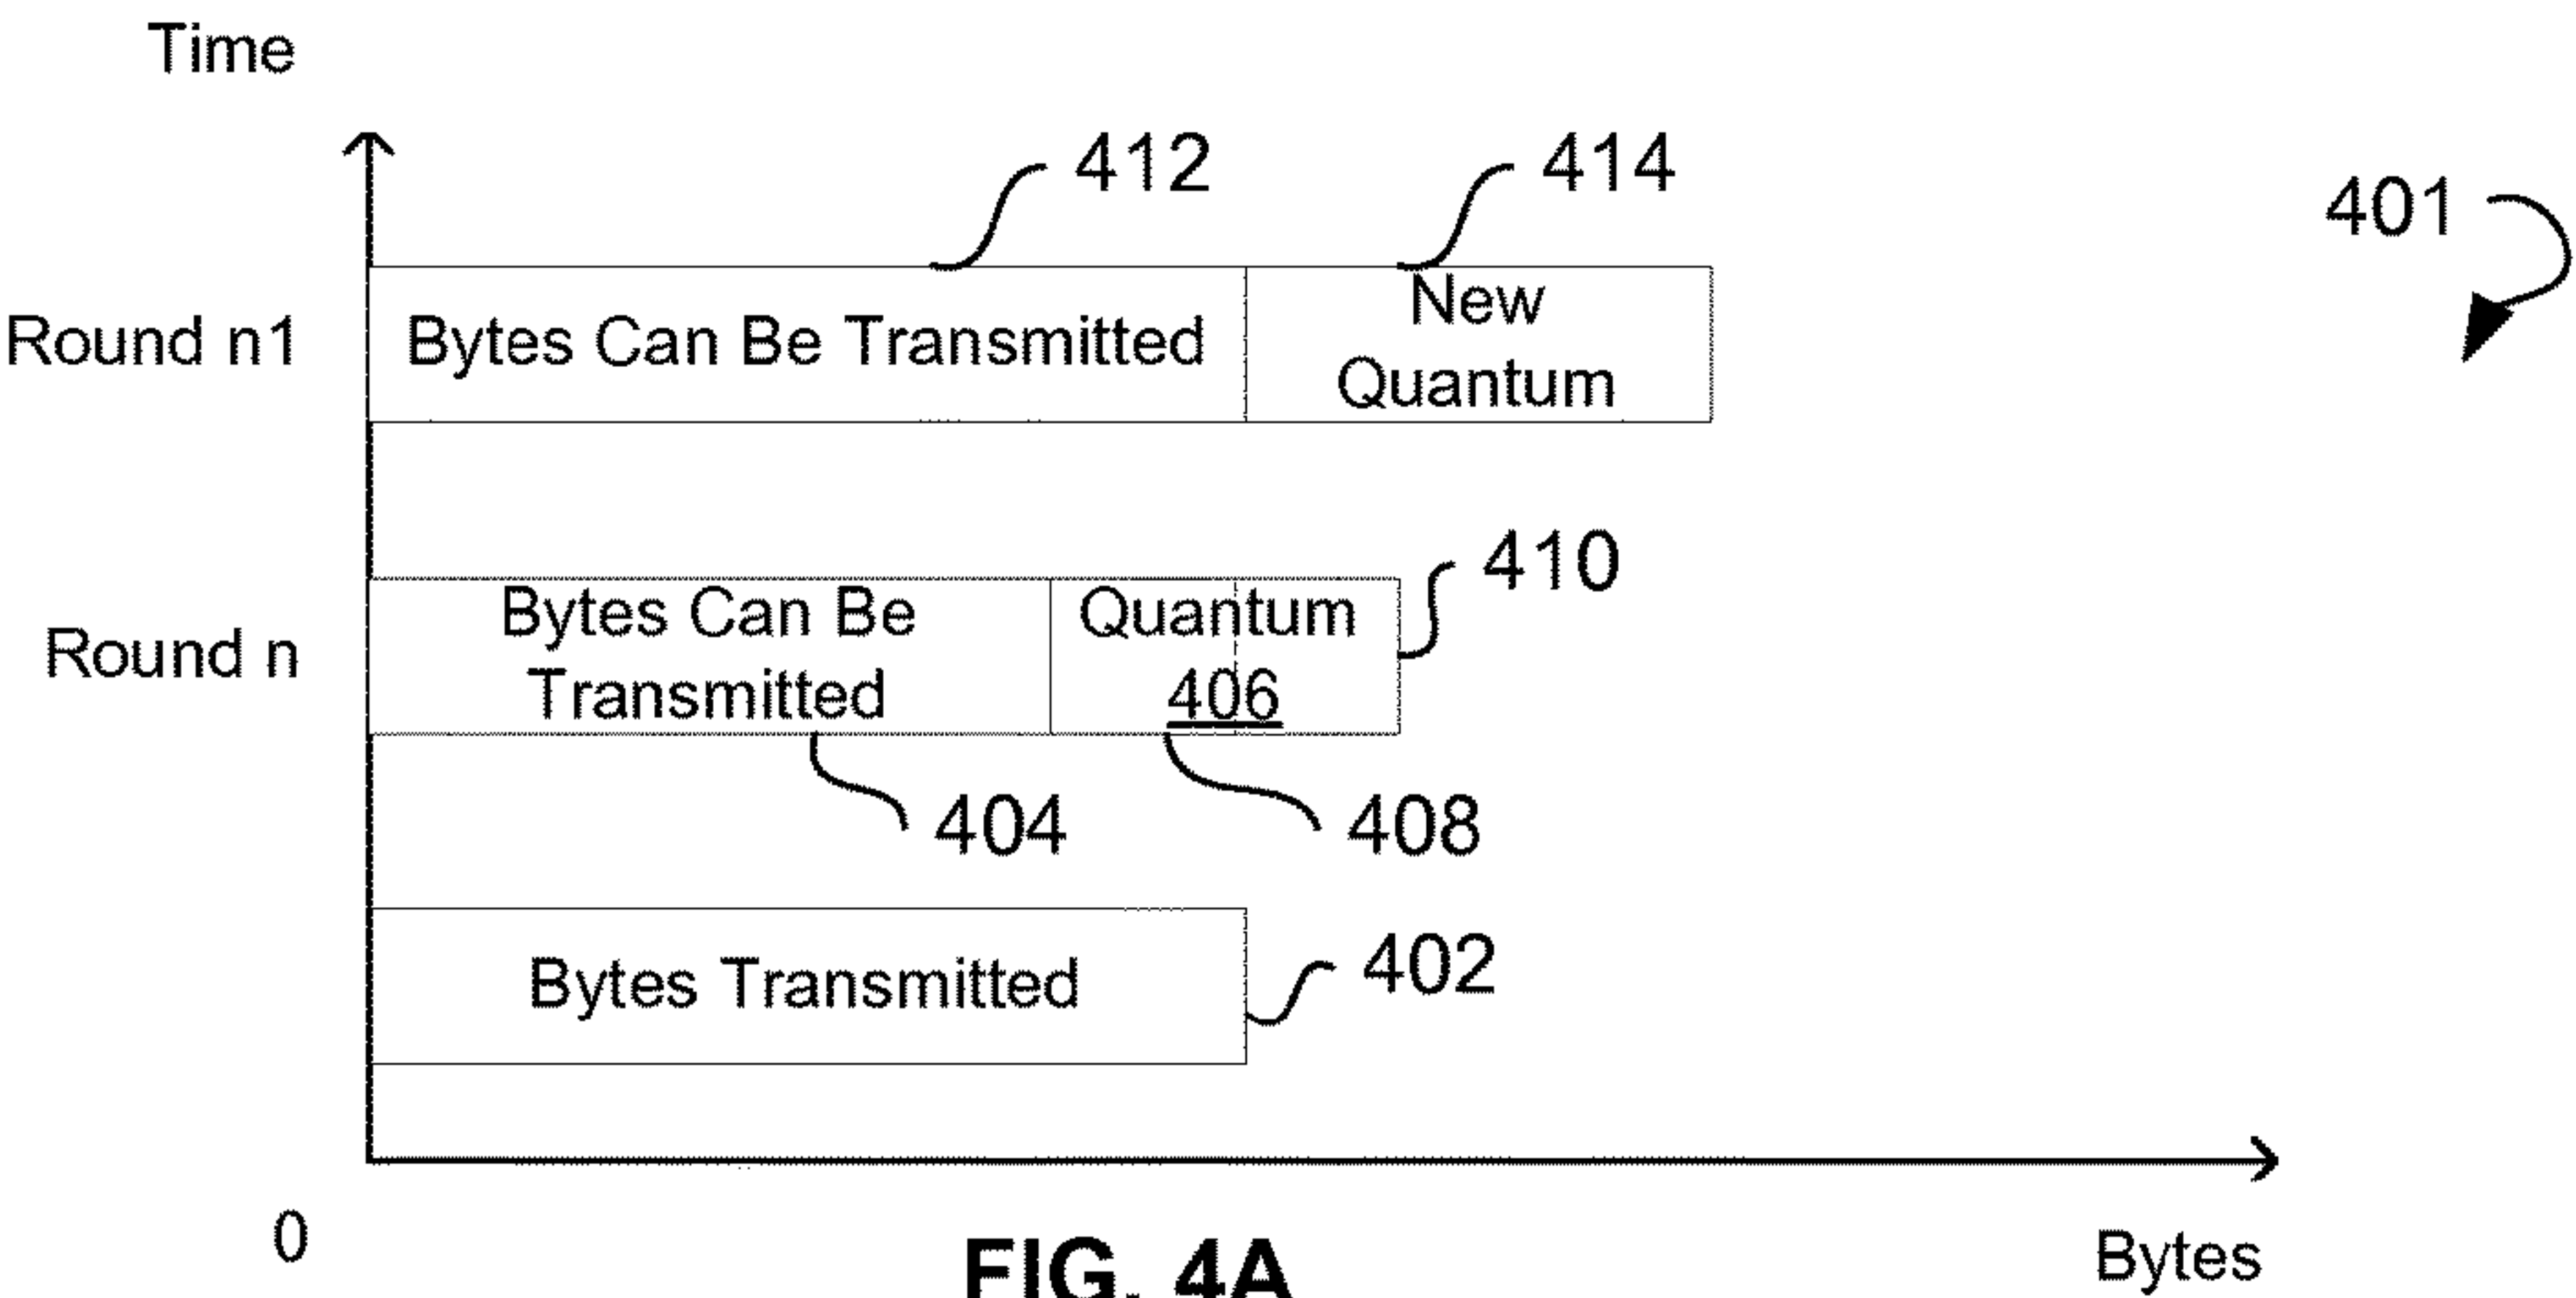 Time
412
414
401
Round n1
Bytes Can Be Transmitted
New
Quantum
410
Round n
Bytes Can Be
Transmitted
Quantum
406
404
408
Bytes Transmitted
402
0
Bytes
FIG. 4A